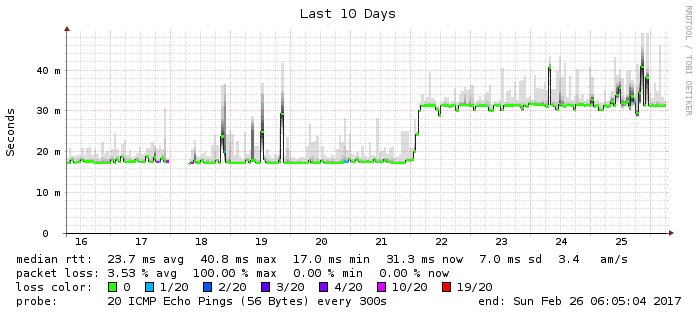 Last 10 Days
RRDTOOL / TOBI OETIKER
Seconds
40 m
30 m
20 m
10 m
0
16 17 18 19 20 21 22 23 24 25
median rtt: 23.7 ms avg 40.8 ms max 17.0 ms min 31.3 ms now 7.0 ms sd 3.4 am/s
packet loss: 3.53 % avg 100.00 % max 0.00 % min 0.00 % now
loss color: 0 1/20 2/20 3/20 4/20 10/20 19/20
probe: 20 ICMP Echo Pings (56 Bytes) every 300s end: Sun Feb 26 06:05:04 2017